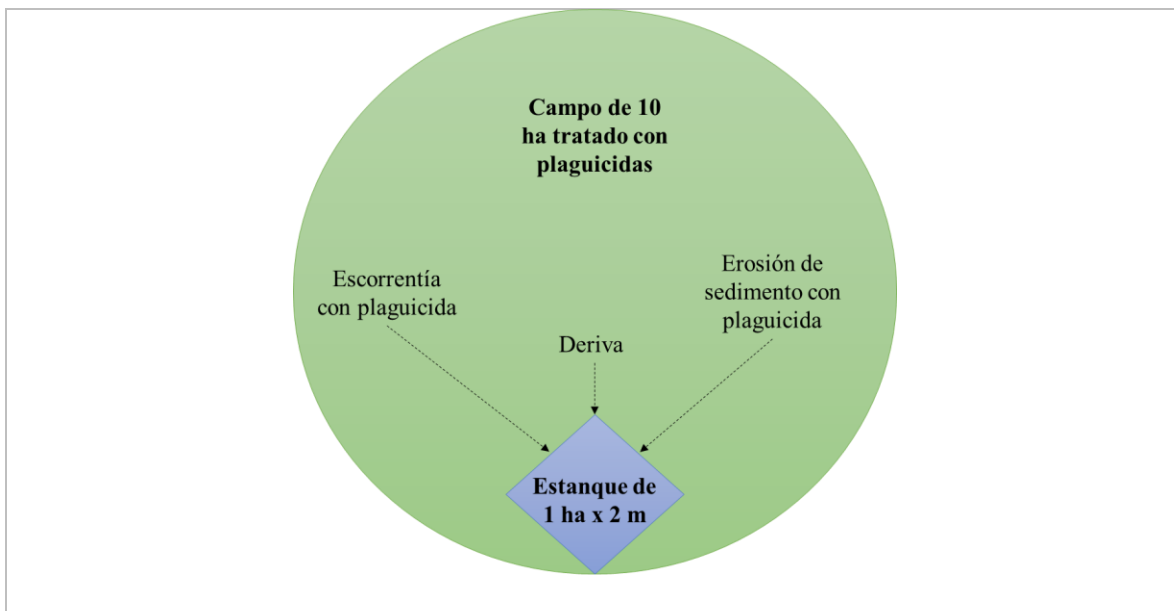 Campo de 10
ha tratado con
plaguicidas
Escorrentía
con plaguicida
Erosión de
sedimento con
plaguicida
Deriva
Estanque de
1 ha x 2 m